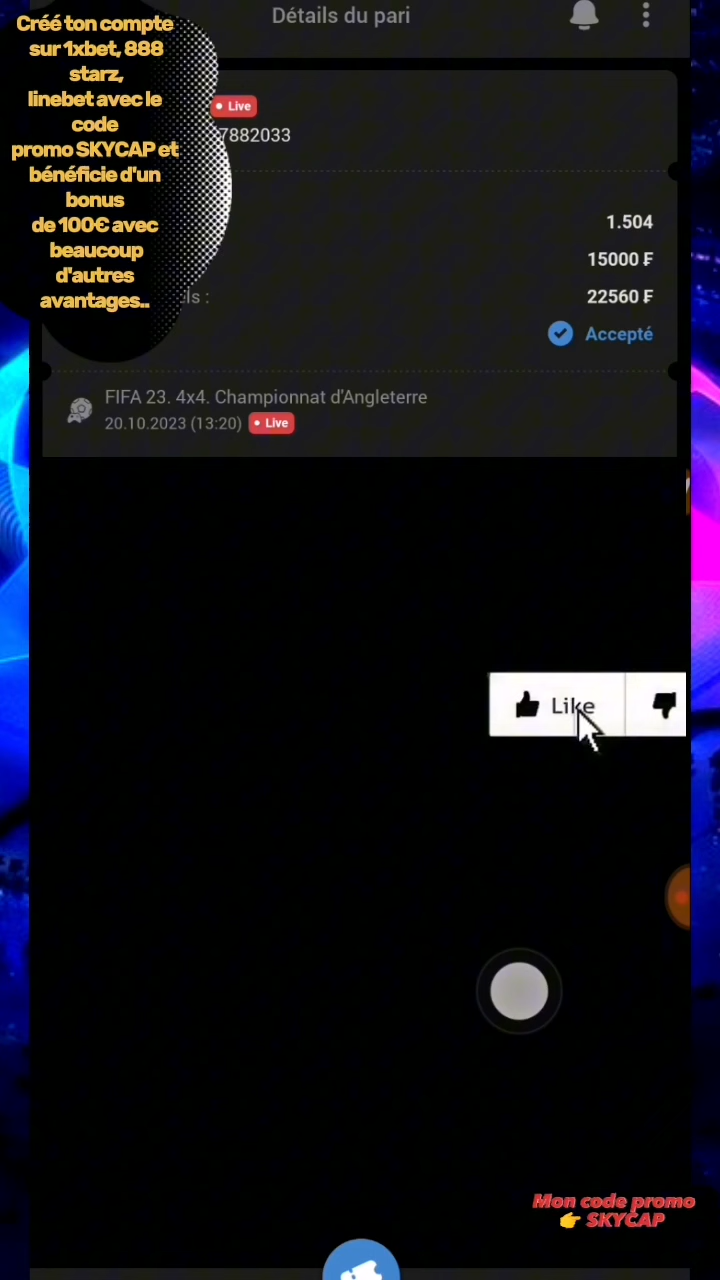 Détails du pari
Créé ton compte
sur 1xbet, 888
starz,
linebet avec le
code
promo SKYCAP et
bénéficie d'un
bonus
de 100€ avec
beaucoup
d'autres
avantages..
Live
7882033
1.504
15000 ₣
ls :
22560 ₣
Accepté
FIFA 23. 4x4. Championnat d'Angleterre
20.10.2023 (13:20) Live
Like
Mon code promo
👉 SKYCAP